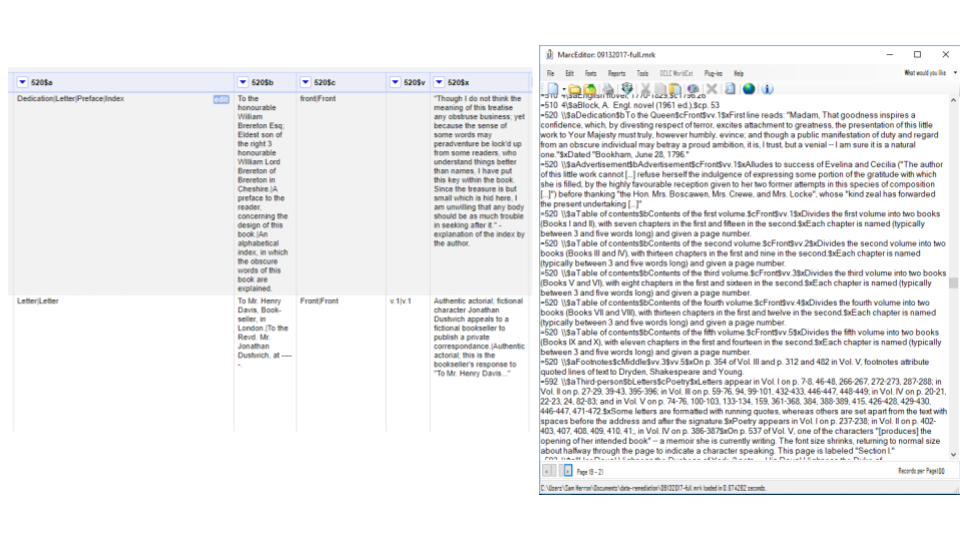 520$a
520$b
520$c
520$v
520$x
Dedication|Letter|Preface|Index
edit
To the
honourable
William
Brereton Esq;
Eldest son of
the right 3
honourable
William Lord
Brereton of
Brereton in
Cheshire.|A
preface to the
reader,
concerning the
design of this
book.|An
alphabetical
index, in which
the obscure
words of this
book are
explained.
front|Front
"Though I do not think the
meaning of this treatise
any obstruse business; yet
because the sense of
some words may
peradventure be lock'd up
from some readers, who
understand things better
than names, I have put
this key within the book.
Since the treasure is but
small which is hid here, I
am unwilling that any body
should be as much trouble
in seeking after it." -
explanation of the index by
the author.
Letter|Letter
To Mr. Henry
Davis, Book-
seller, in
London.|To the
Revd. Mr.
Jonathan
Dustwich, at ----
-.
Front|Front
v.1|v.1
Authentic actorial; fictional
character Jonathan
Dustwich appeals to a
fictional bookseller to
publish a private
correspondance.|Authentic
actorial; this is the
bookseller's response to
"To Mr. Henry Davis..."
MarcEditor: 09132017-full.mrk
File Edit Fonts Reports Tools OCLC WorldCat Plug-ins Help
What would you like
=510 4\$aEnglish novel, 1770-1829,$c1796:26
=510 4\$aBlock, A. Engl. novel (1961 ed.),$cp. 53
=520 \\$aDedication$bTo the Queen$cFront$vv.1$xFirst line reads: "Madam, That goodness inspires a
confidence, which, by divesting respect of terror, excites attachment to greatness, the presentation of this little
work to Your Majesty must truly, however humbly, evince; and though a public manifestation of duty and regard
from an obscure individual may betray a proud ambition, it is, I trust, but a venial -- I am sure it is a natural
one."$xDated "Bookham, June 28, 1796."
=520 \\$aAdvertisement$bAdvertisement$cFront$vv.1$xAlludes to success of Evelina and Cecilia ("The author
of this little work cannot [...] refuse herself the indulgence of expressing some portion of the gratitude with which
she is filled, by the highly favourable reception given to her two former attempts in this species of composition
[...]") before thanking "the Hon. Mrs. Boscawen, Mrs. Crewe, and Mrs. Locke", whose "kind zeal has forwarded
the present undertaking [...]"
=520 \\$aTable of contents$bContents of the first volume.$cFront$vv.1$xDivides the first volume into two books
(Books I and II), with seven chapters in the first and fifteen in the second.$xEach chapter is named (typically
between 3 and five words long) and given a page number.
=520 \\$aTable of contents$bContents of the second volume.$cFront$vv.2$xDivides the second volume into two
books (Books III and IV), with thirteen chapters in the first and nine in the second.$xEach chapter is named
(typically between 3 and five words long) and given a page number.
=520 \\$aTable of contents$bContents of the third volume.$cFront$vv.3$xDivides the third volume into two books
(Books V and VI), with eight chapters in the first and sixteen in the second.$xEach chapter is named (typically
between 3 and five words long) and given a page number.
=520 \\$aTable of contents$bContents of the fourth volume.$cFront$vv.4$xDivides the fourth volume into two
books (Books VII and VIII), with thirteen chapters in the first and twelve in the second.$xEach chapter is named
(typically between 3 and five words long) and given a page number.
=520 \\$aTable of contents$bContents of the fifth volume.$cFront$vv.5$xDivides the fifth volume into two books
(Books IX and X), with eleven chapters in the first and fourteen in the second.$xEach chapter is named
(typically between 3 and five words long) and given a page number.
=520 \\$aFootnotes$cMiddle$vv.3$vv.5$xOn p. 354 of Vol. III and p. 312 and 482 in Vol. V, footnotes attribute
quoted lines of text to Dryden, Shakespeare and Young.
=592 \\$aThird-person$bLetters$cPoetry$xLetters appear in Vol. I on p. 7-8, 46-48, 266-267, 272-273, 287-288; in
Vol. II on p. 27-29, 39-43, 395-396; in Vol. III on p. 59-76, 94, 99-101, 432-433, 446-447, 448-449; in Vol. IV on p. 20-21,
22-23, 24, 82-83; and in Vol. V on p. 74-76, 100-103, 133-134, 159, 361-368, 384, 388-389, 415, 426-428, 429-430,
446-447, 471-472.$xSome letters are formatted with running quotes, whereas others are set apart from the text with
spaces before the address and after the signature.$xPoetry appears in Vol. I on p. 237-238; in Vol. II on p. 402-
403, 407, 408, 409, 410, 41;, in Vol. IV on p. 386-387$xOn p. 537 of Vol. V, one of the characters "[produces] the
opening of her intended book" -- a memoir she is currently writing. The font size shrinks, returning to normal size
about halfway through the page to indicate a character speaking. This page is labeled "Section I."
Page 19 - 21
Records per Page
C:\Users\Sam Herron\Documents\data-remediation\09132017-full.mrk loaded in 0.874282 seconds.